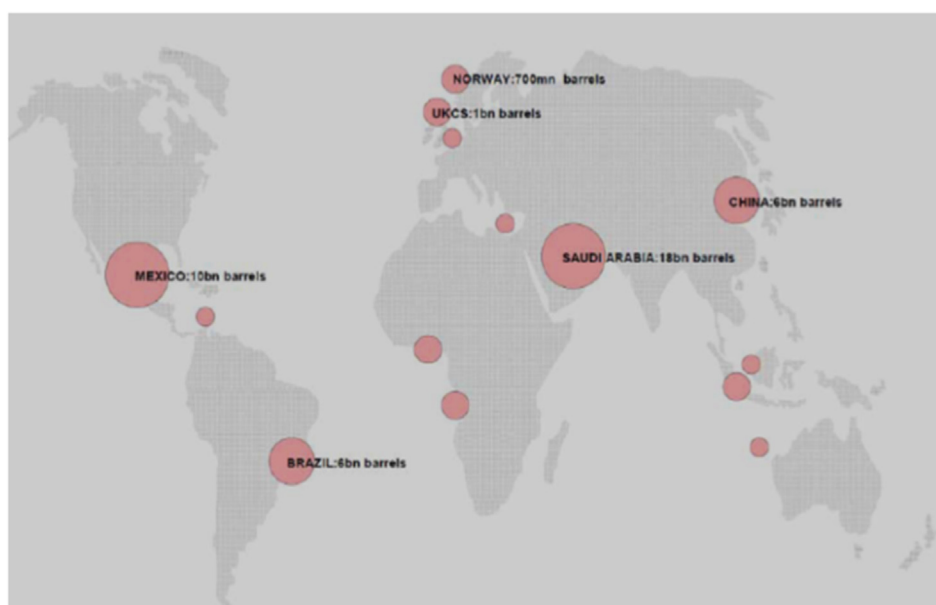 NORWAY:700mn barrels
UKCS:1bn barrels
CHINA:6bn barrels
SAUDI ARABIA:18bn barrels
MEXICO:10bn barrels
BRAZIL:6bn barrels